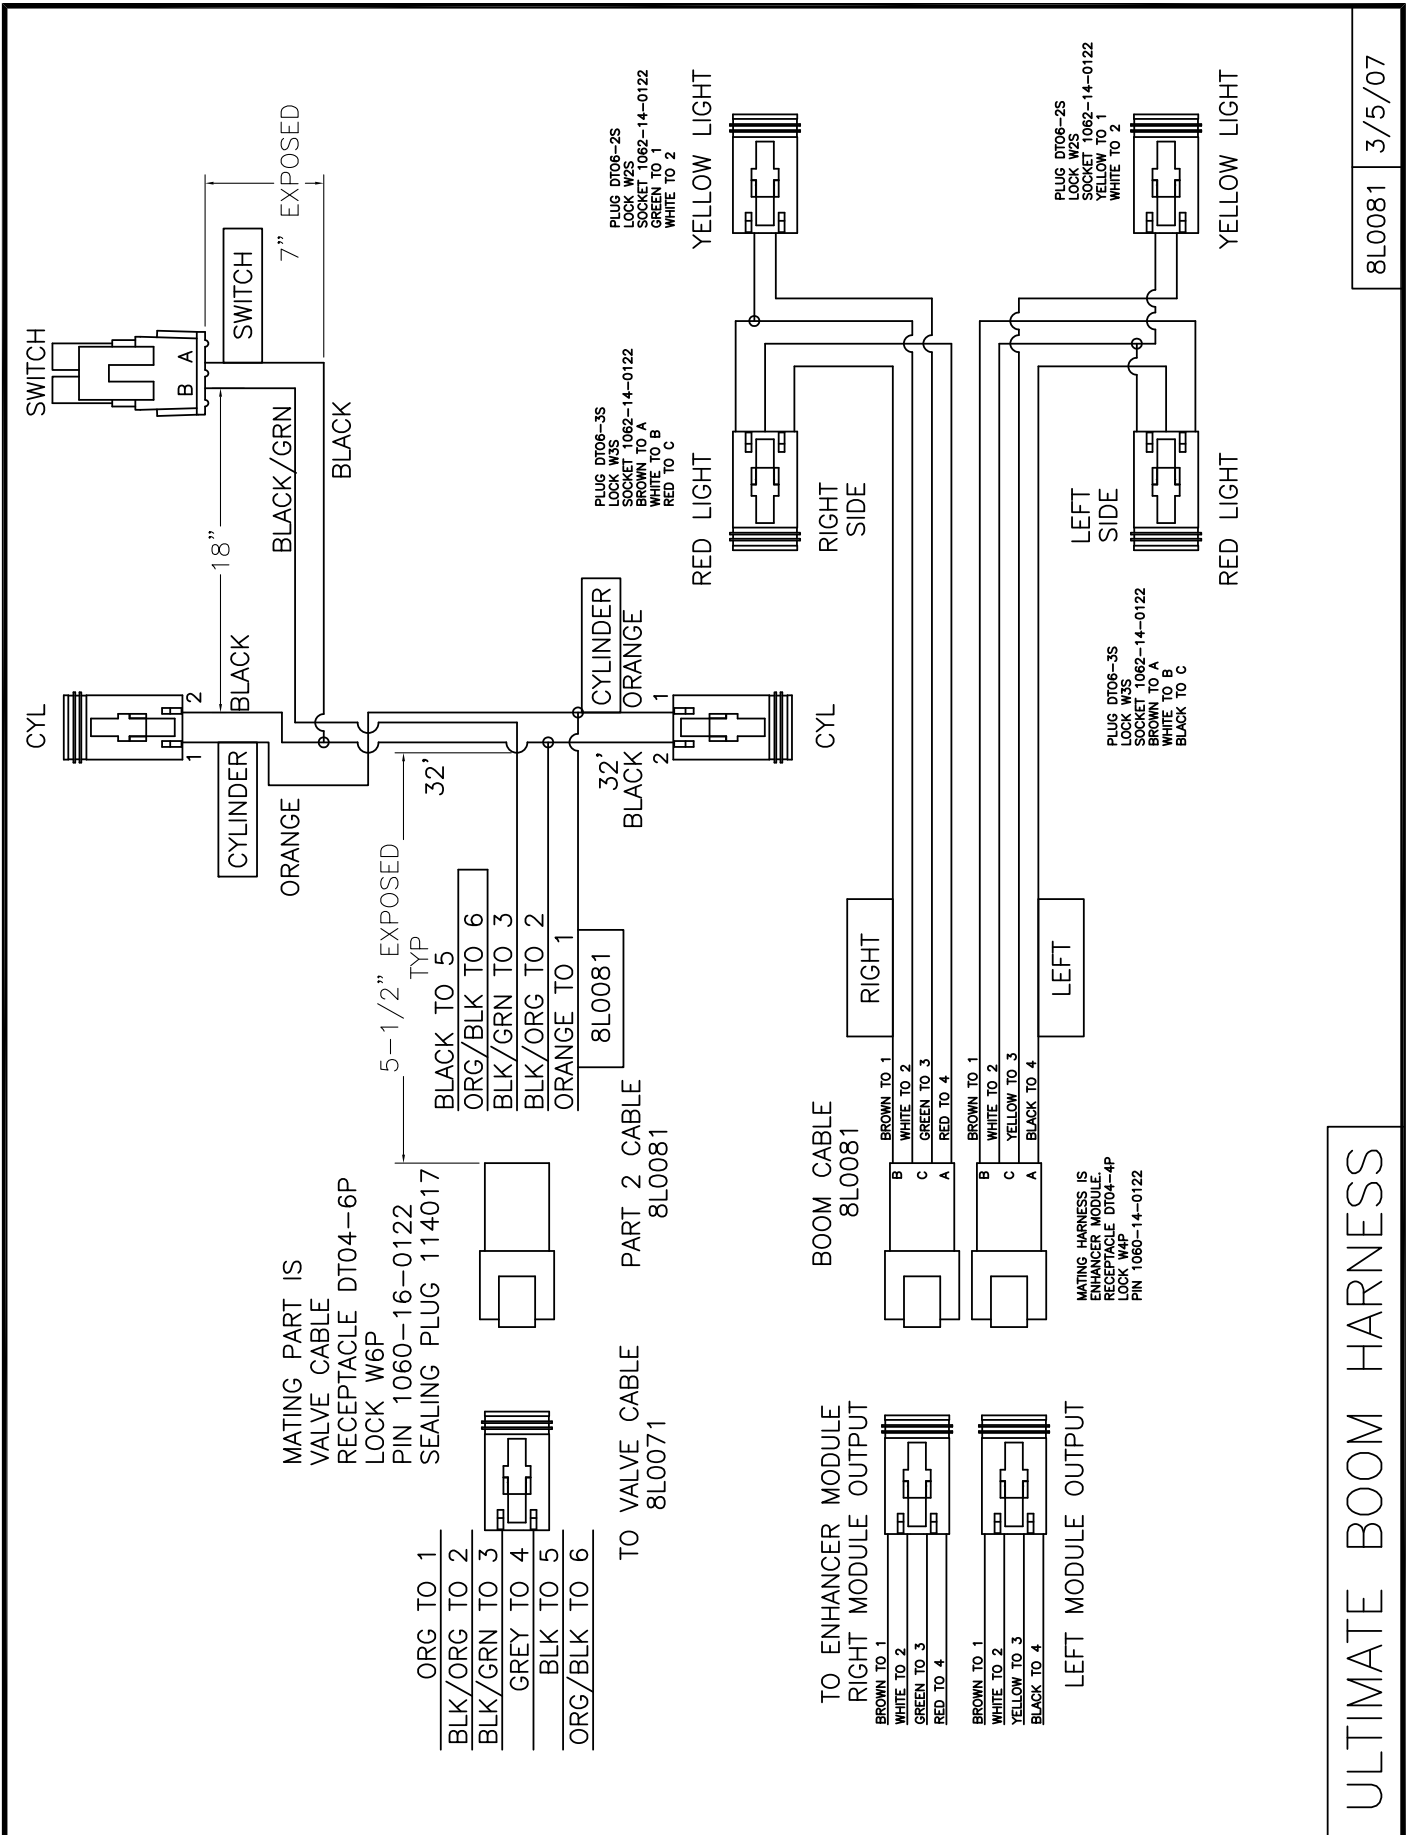 SWITCH
B A
SWITCH
7" EXPOSED
BLACK/GRN
BLACK
18"
CYL
1 2
BLACK
CYLINDER
ORANGE
CYLINDER
ORANGE
32'
32'
BLACK
2 1
CYL
5-1/2" EXPOSED
TYP
BLACK TO 5
ORG/BLK TO 6
BLK/GRN TO 3
BLK/ORG TO 2
ORANGE TO 1
8L0081
PART 2 CABLE
8L0081
MATING PART IS
VALVE CABLE
RECEPTACLE DT04-6P
LOCK W6P
PIN 1060-16-0122
SEALING PLUG 114017
ORG TO 1
BLK/ORG TO 2
BLK/GRN TO 3
GREY TO 4
BLK TO 5
ORG/BLK TO 6
TO VALVE CABLE
8L0071
PLUG DT06-2S
LOCK W2S
SOCKET 1062-14-0122
GREEN TO 1
WHITE TO 2
YELLOW LIGHT
PLUG DT06-3S
LOCK W3S
SOCKET 1062-14-0122
BROWN TO A
WHITE TO B
RED TO C
RED LIGHT
RIGHT
SIDE
PLUG DT06-2S
LOCK W2S
SOCKET 1062-14-0122
YELLOW TO 1
WHITE TO 2
YELLOW LIGHT
LEFT
SIDE
RED LIGHT
PLUG DT06-3S
LOCK W3S
SOCKET 1062-14-0122
BROWN TO A
WHITE TO B
BLACK TO C
RIGHT
LEFT
BOOM CABLE
8L0081
BROWN TO 1
WHITE TO 2
GREEN TO 3
RED TO 4
BROWN TO 1
WHITE TO 2
YELLOW TO 3
BLACK TO 4
B
C
A
B
C
A
MATING HARNESS IS
ENHANCER MODULE.
RECEPTACLE DT04-4P
LOCK W4P
PIN 1060-14-0122
TO ENHANCER MODULE
RIGHT MODULE OUTPUT
BROWN TO 1
WHITE TO 2
GREEN TO 3
RED TO 4
BROWN TO 1
WHITE TO 2
YELLOW TO 3
BLACK TO 4
LEFT MODULE OUTPUT
ULTIMATE BOOM HARNESS
8L0081
3/5/07